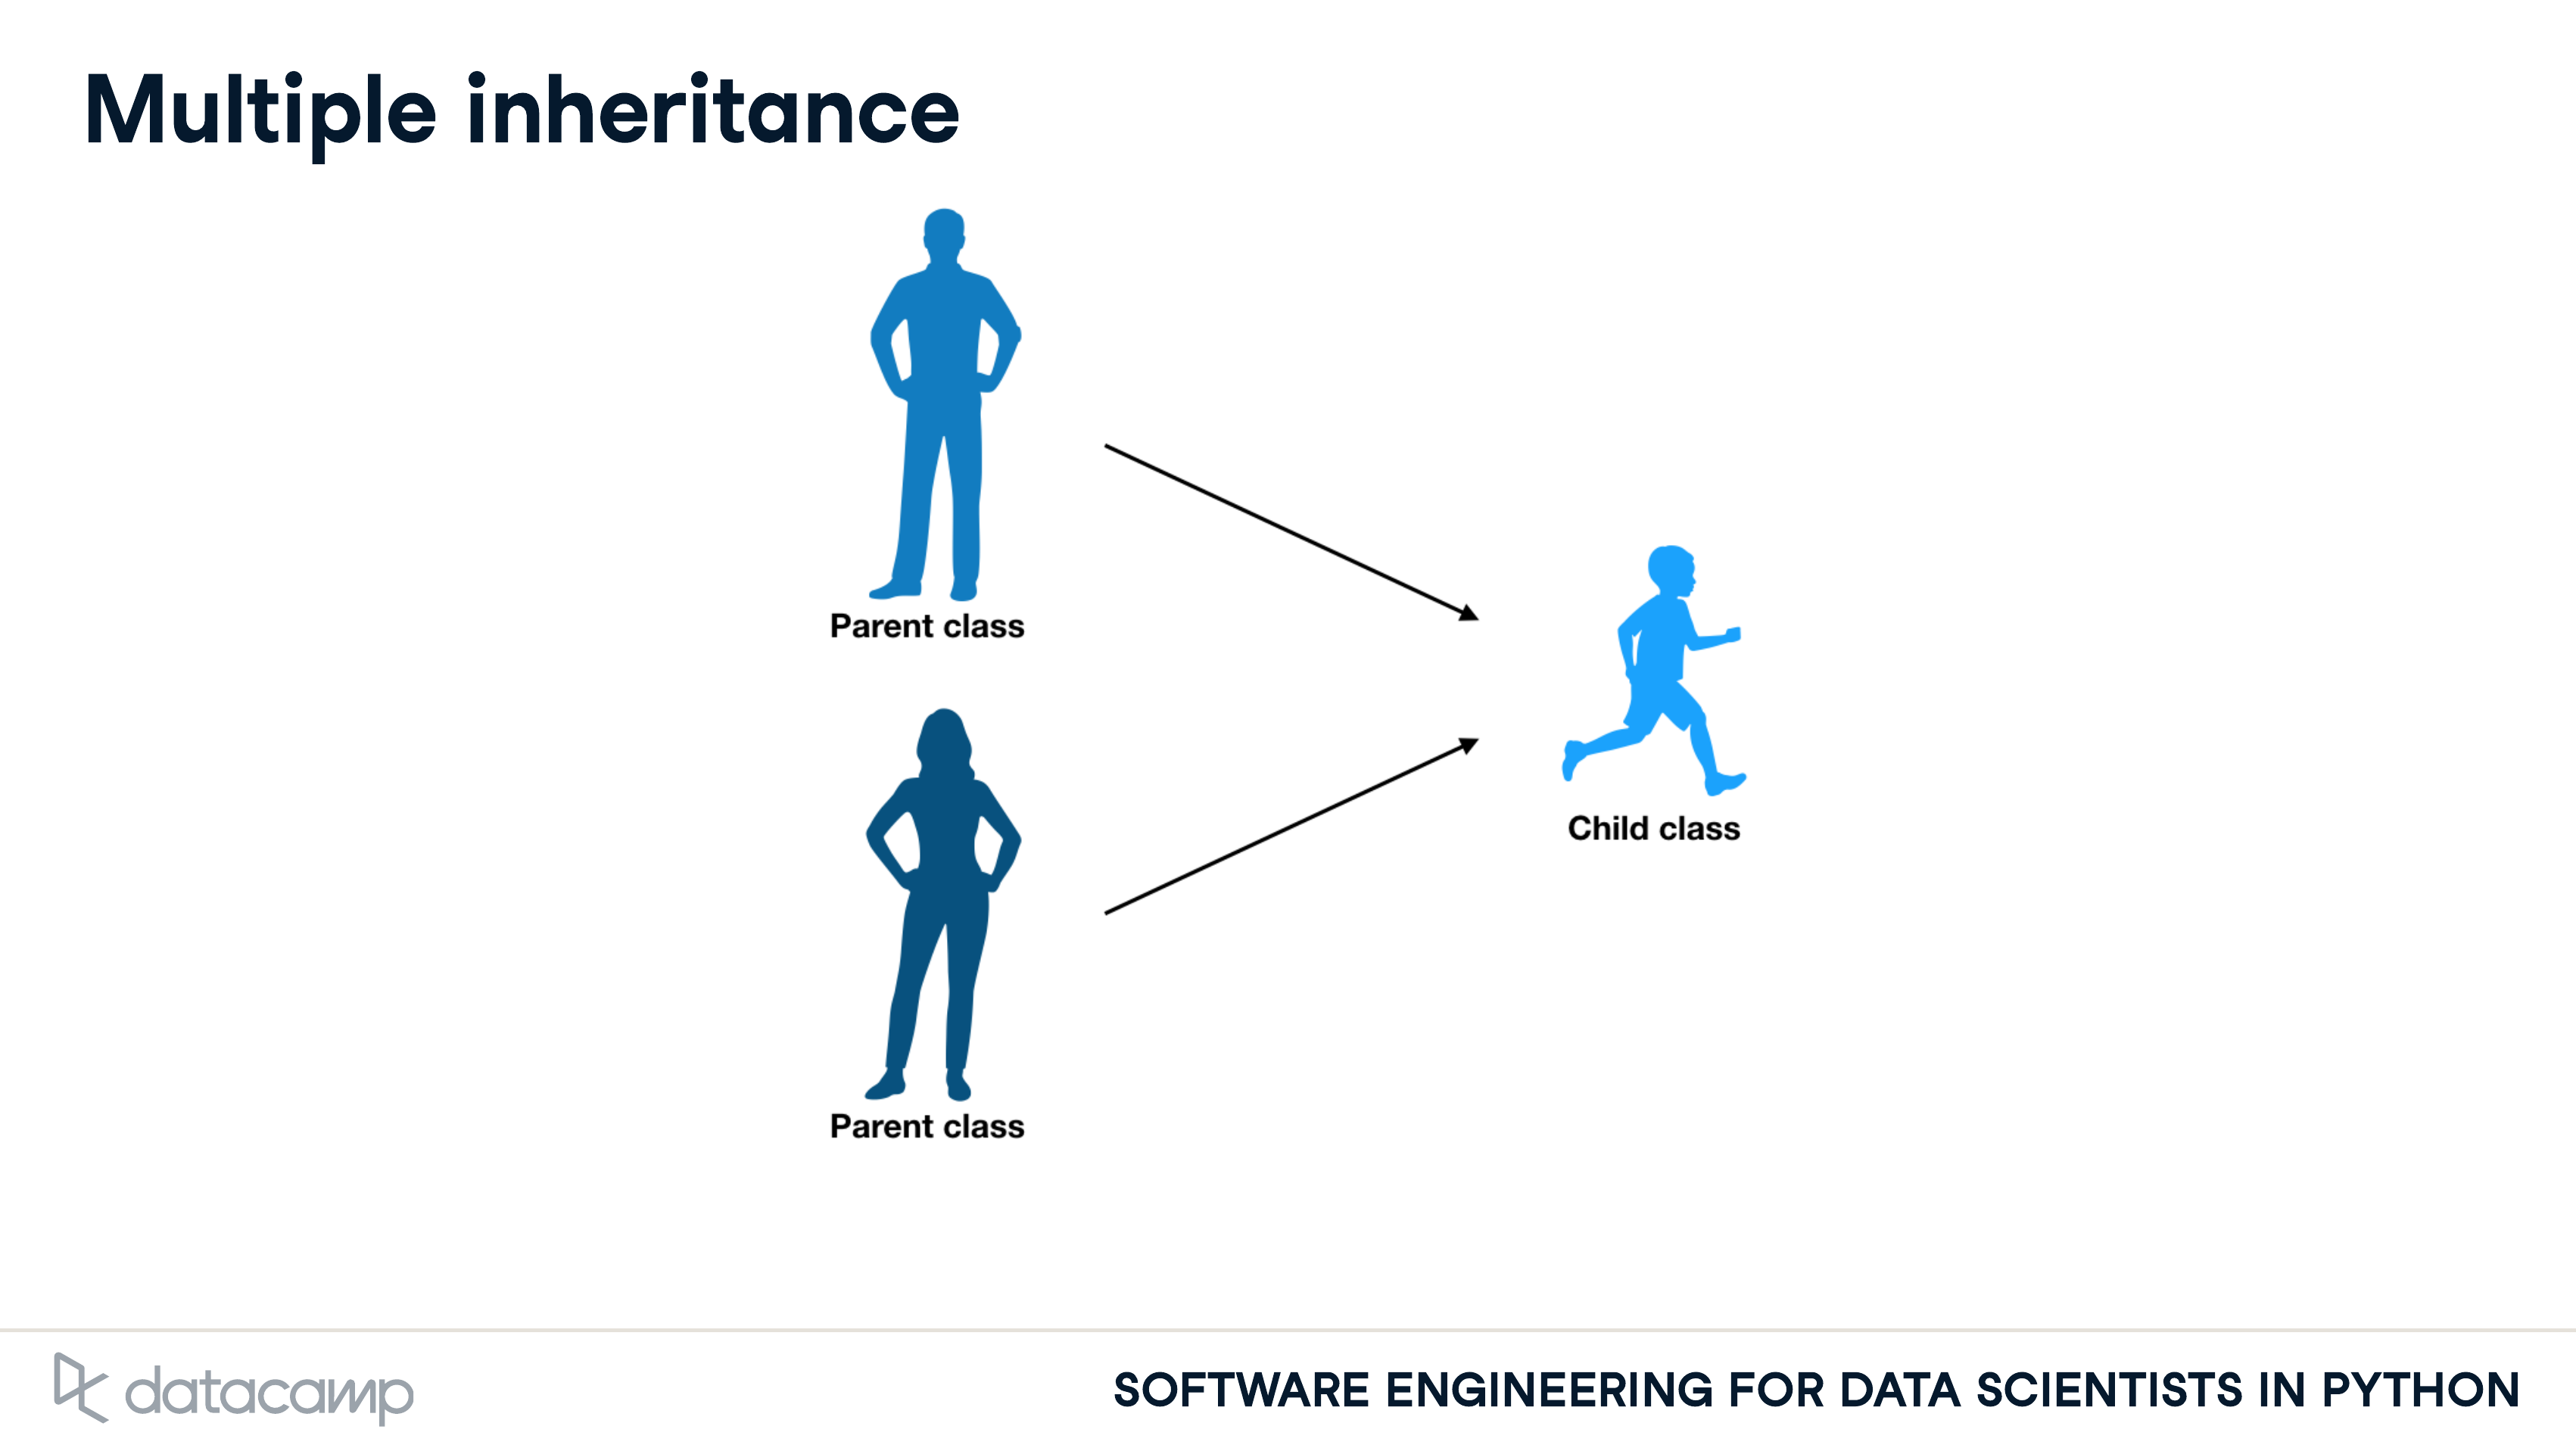 Multiple inheritance
Parent class
Child class
Parent class
datacamp
SOFTWARE ENGINEERING FOR DATA SCIENTISTS IN PYTHON